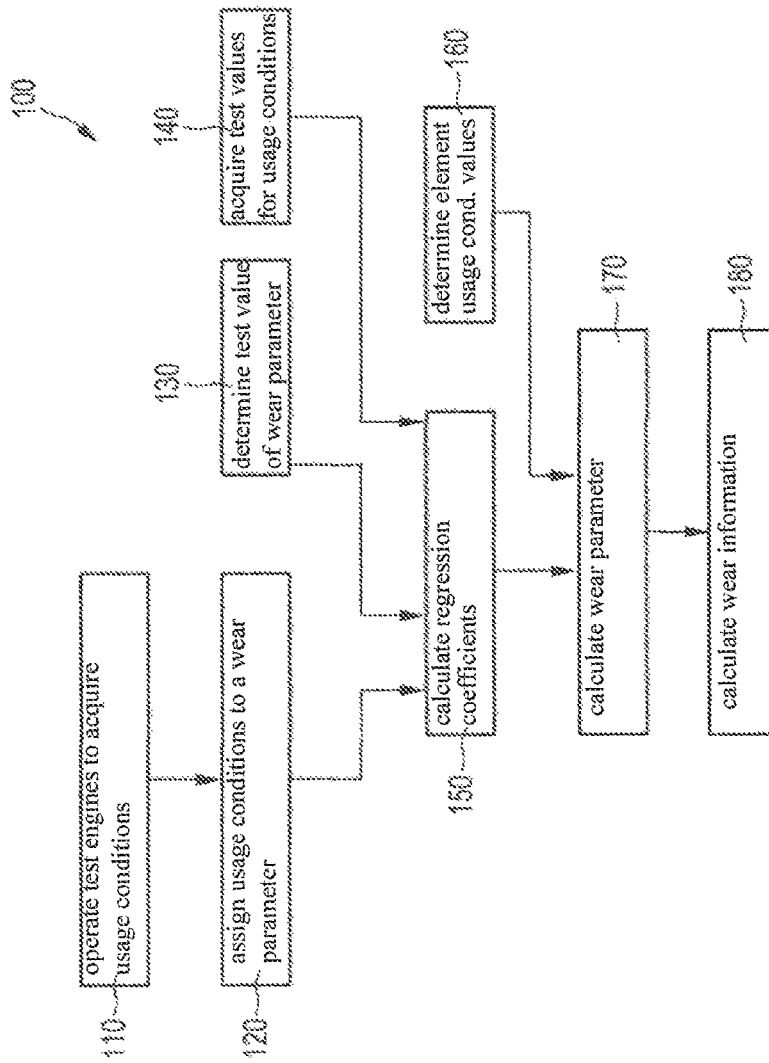 100
110
operate test engines to acquire
usage conditions
120
assign usage conditions to a wear
parameter
130
determine test value
of wear parameter
140
acquire test values
for usage conditions
150
calculate regression
coefficients
160
determine element
usage cond. values
170
calculate wear parameter
180
calculate wear information